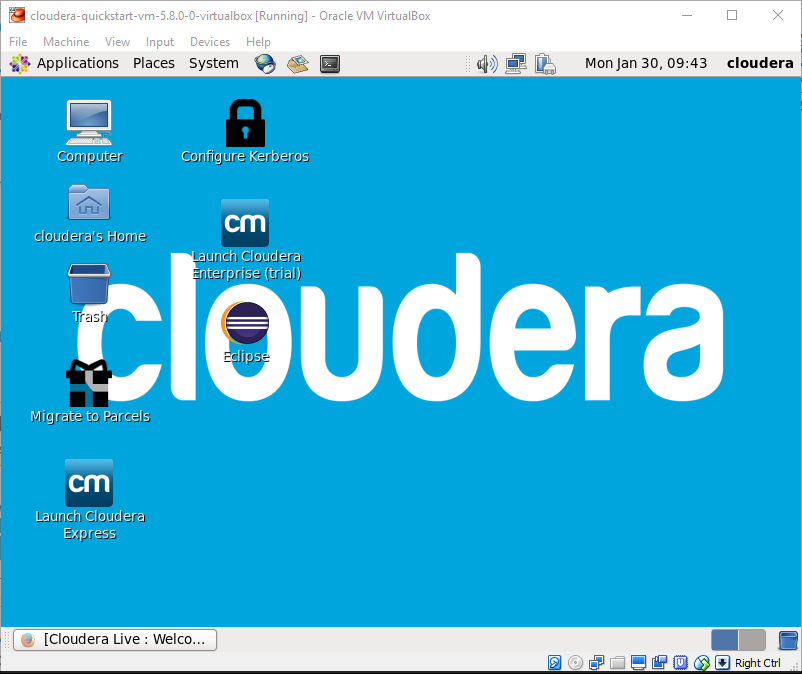 cloudera-quickstart-vm-5.8.0-0-virtualbox [Running] - Oracle VM VirtualBox
File Machine View Input Devices Help
Applications Places System Mon Jan 30, 09:43 cloudera
Computer
Configure Kerberos
cloudera's Home
cm
Launch Cloudera
Enterprise (trial)
cloudera
Trash
Eclipse
Migrate to Parcels
cm
Launch Cloudera
Express
[Cloudera Live : Welco...
Right Ctrl